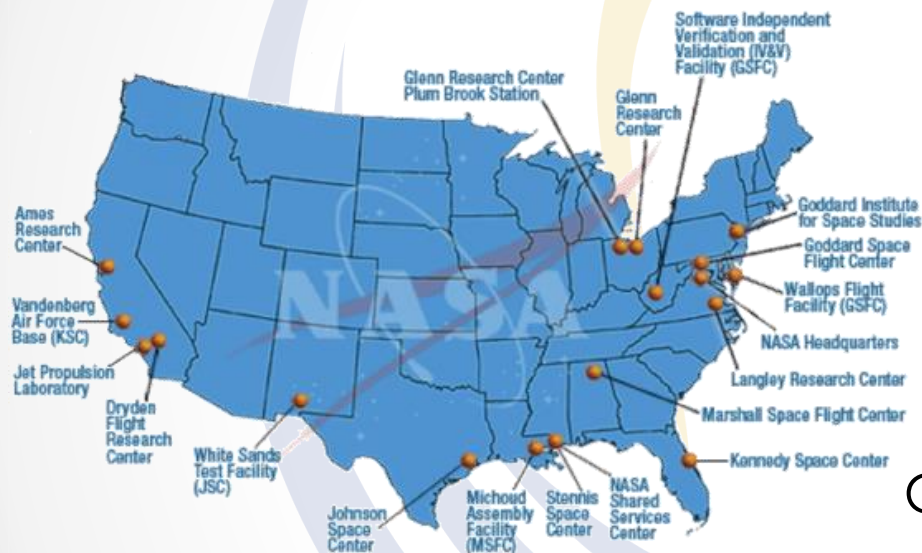 Software Independent
Verification and
Validation (IV&V)
Facility (GSFC)
Glenn Research Center
Plum Brook Station
Glenn
Research
Center
Ames
Research
Center
Goddard Institute
for Space Studies
Goddard Space
Flight Center
Wallops Flight
Facility (GSFC)
Vandenberg
Air Force
Base (KSC)
NASA
NASA Headquarters
Jet Propulsion
Laboratory
Langley Research Center
Dryden
Flight
Research
Center
Marshall Space Flight Center
White Sands
Test Facility
(JSC)
Kennedy Space Center
Johnson
Space
Center
Michoud
Assembly
Facility
(MSFC)
Stennis
Space
Center
NASA
Shared
Services
Center